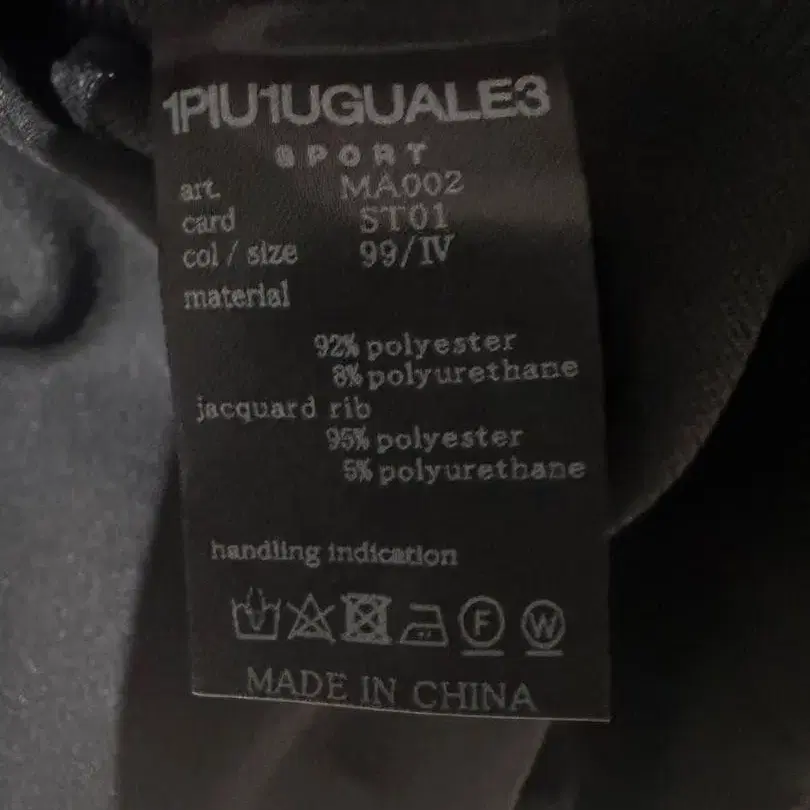 1PIU1UGUALE3
SPORT
art. MA002
card ST01
col / size 99/IV
material
92% polyester
8% polyurethane
jacquard rib
95% polyester
5% polyurethane
handling indication
F W
MADE IN CHINA